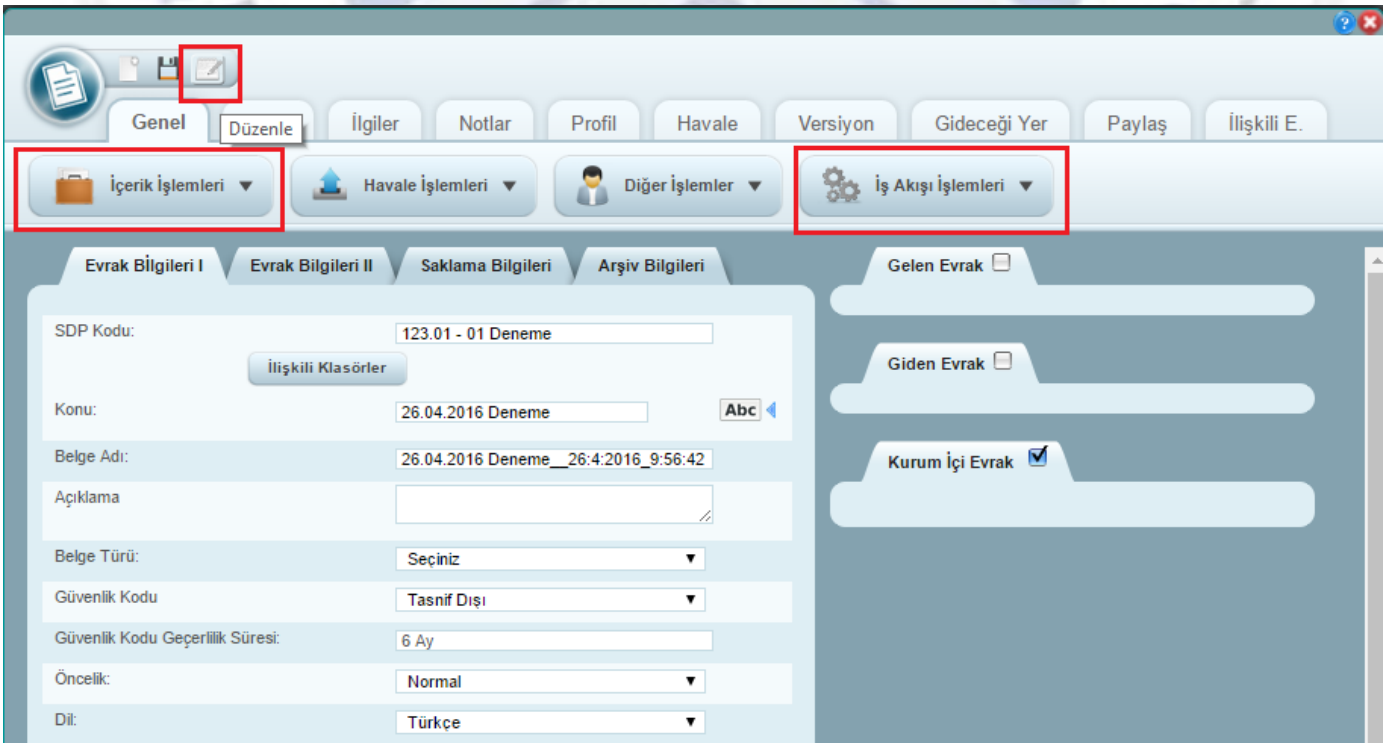 Genel
Düzenle
İlgiler
Notlar
Profil
Havale
Versiyon
Gideceği Yer
Paylaş
İlişkili E.
İçerik İşlemleri
Havale İşlemleri
Diğer İşlemler
İş Akışı İşlemleri
Evrak Bilgileri I
Evrak Bilgileri II
Saklama Bilgileri
Arşiv Bilgileri
SDP Kodu:
123.01 - 01 Deneme
İlişkili Klasörler
Konu:
26.04.2016 Deneme
Abc
Belge Adı:
26.04.2016 Deneme__26:4:2016_9:56:42
Açıklama
Belge Türü:
Seçiniz
Güvenlik Kodu
Tasnif Dışı
Güvenlik Kodu Geçerlilik Süresi:
6 Ay
Öncelik:
Normal
Dil:
Türkçe
Gelen Evrak
Giden Evrak
Kurum İçi Evrak